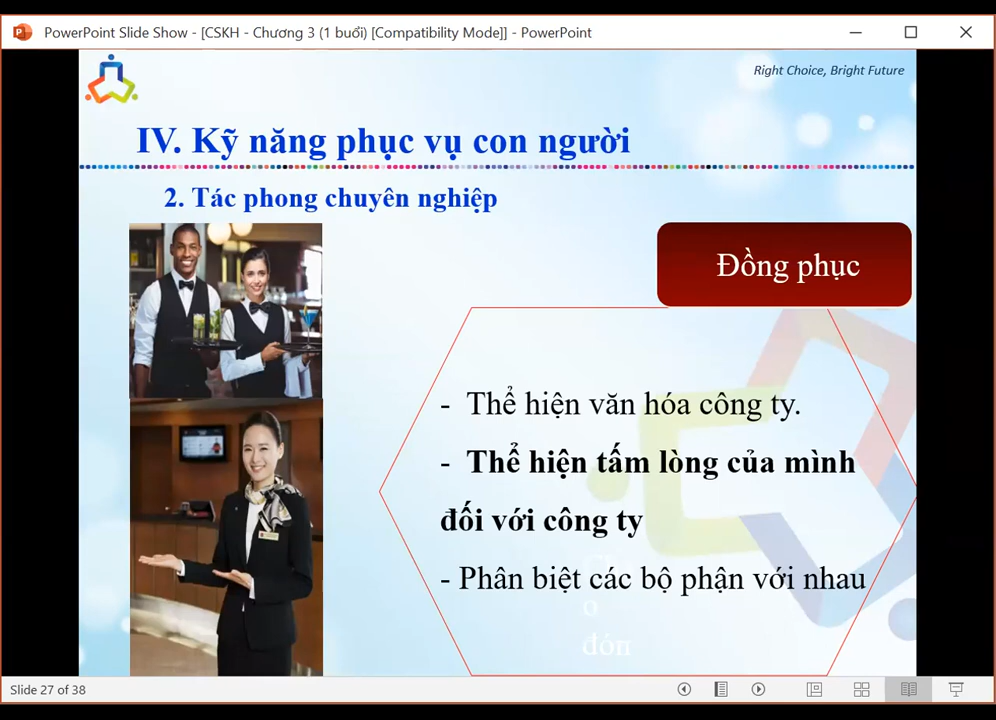 PowerPoint Slide Show - [CSKH - Chương 3 (1 buổi) [Compatibility Mode]] - PowerPoint
Right Choice, Bright Future
IV. Kỹ năng phục vụ con người
2. Tác phong chuyên nghiệp
Đồng phục
- Thể hiện văn hóa công ty.
- Thể hiện tấm lòng của mình
đối với công ty
- Phân biệt các bộ phận với nhau
o
đón
Slide 27 of 38